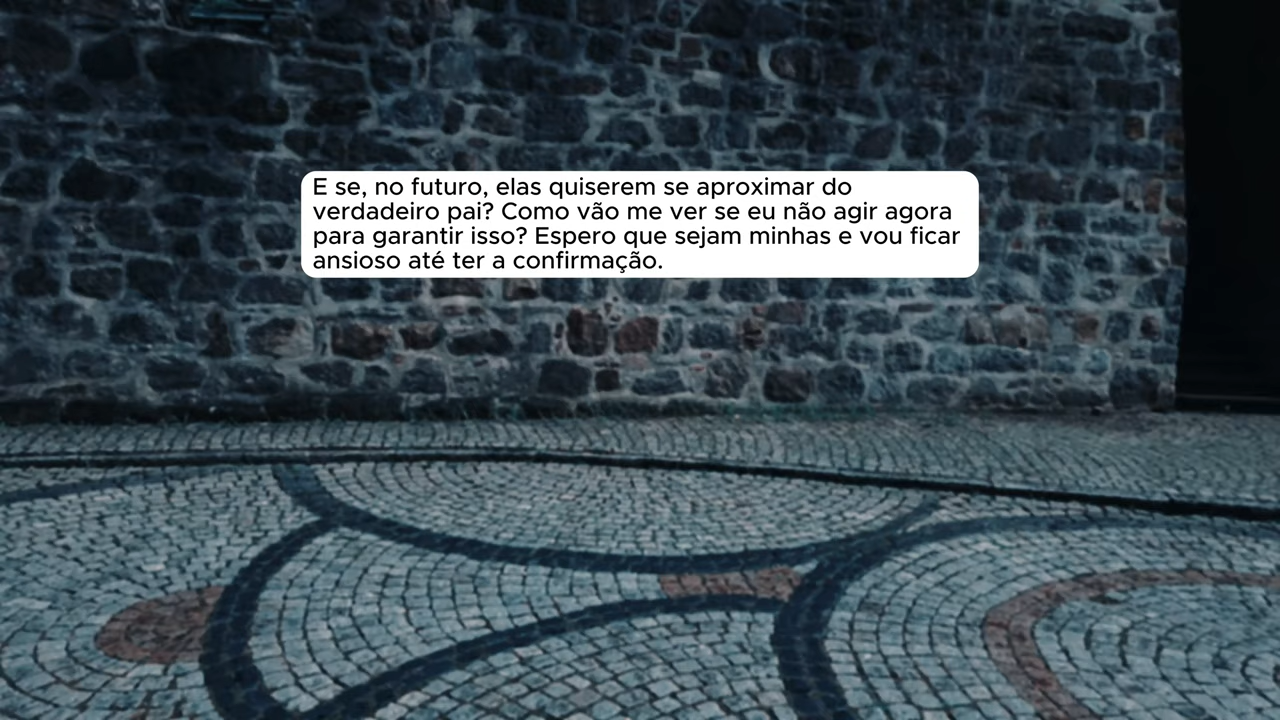 E se, no futuro, elas quiserem se aproximar do
verdadeiro pai? Como vão me ver se eu não agir agora
para garantir isso? Espero que sejam minhas e vou ficar
ansioso até ter a confirmação.